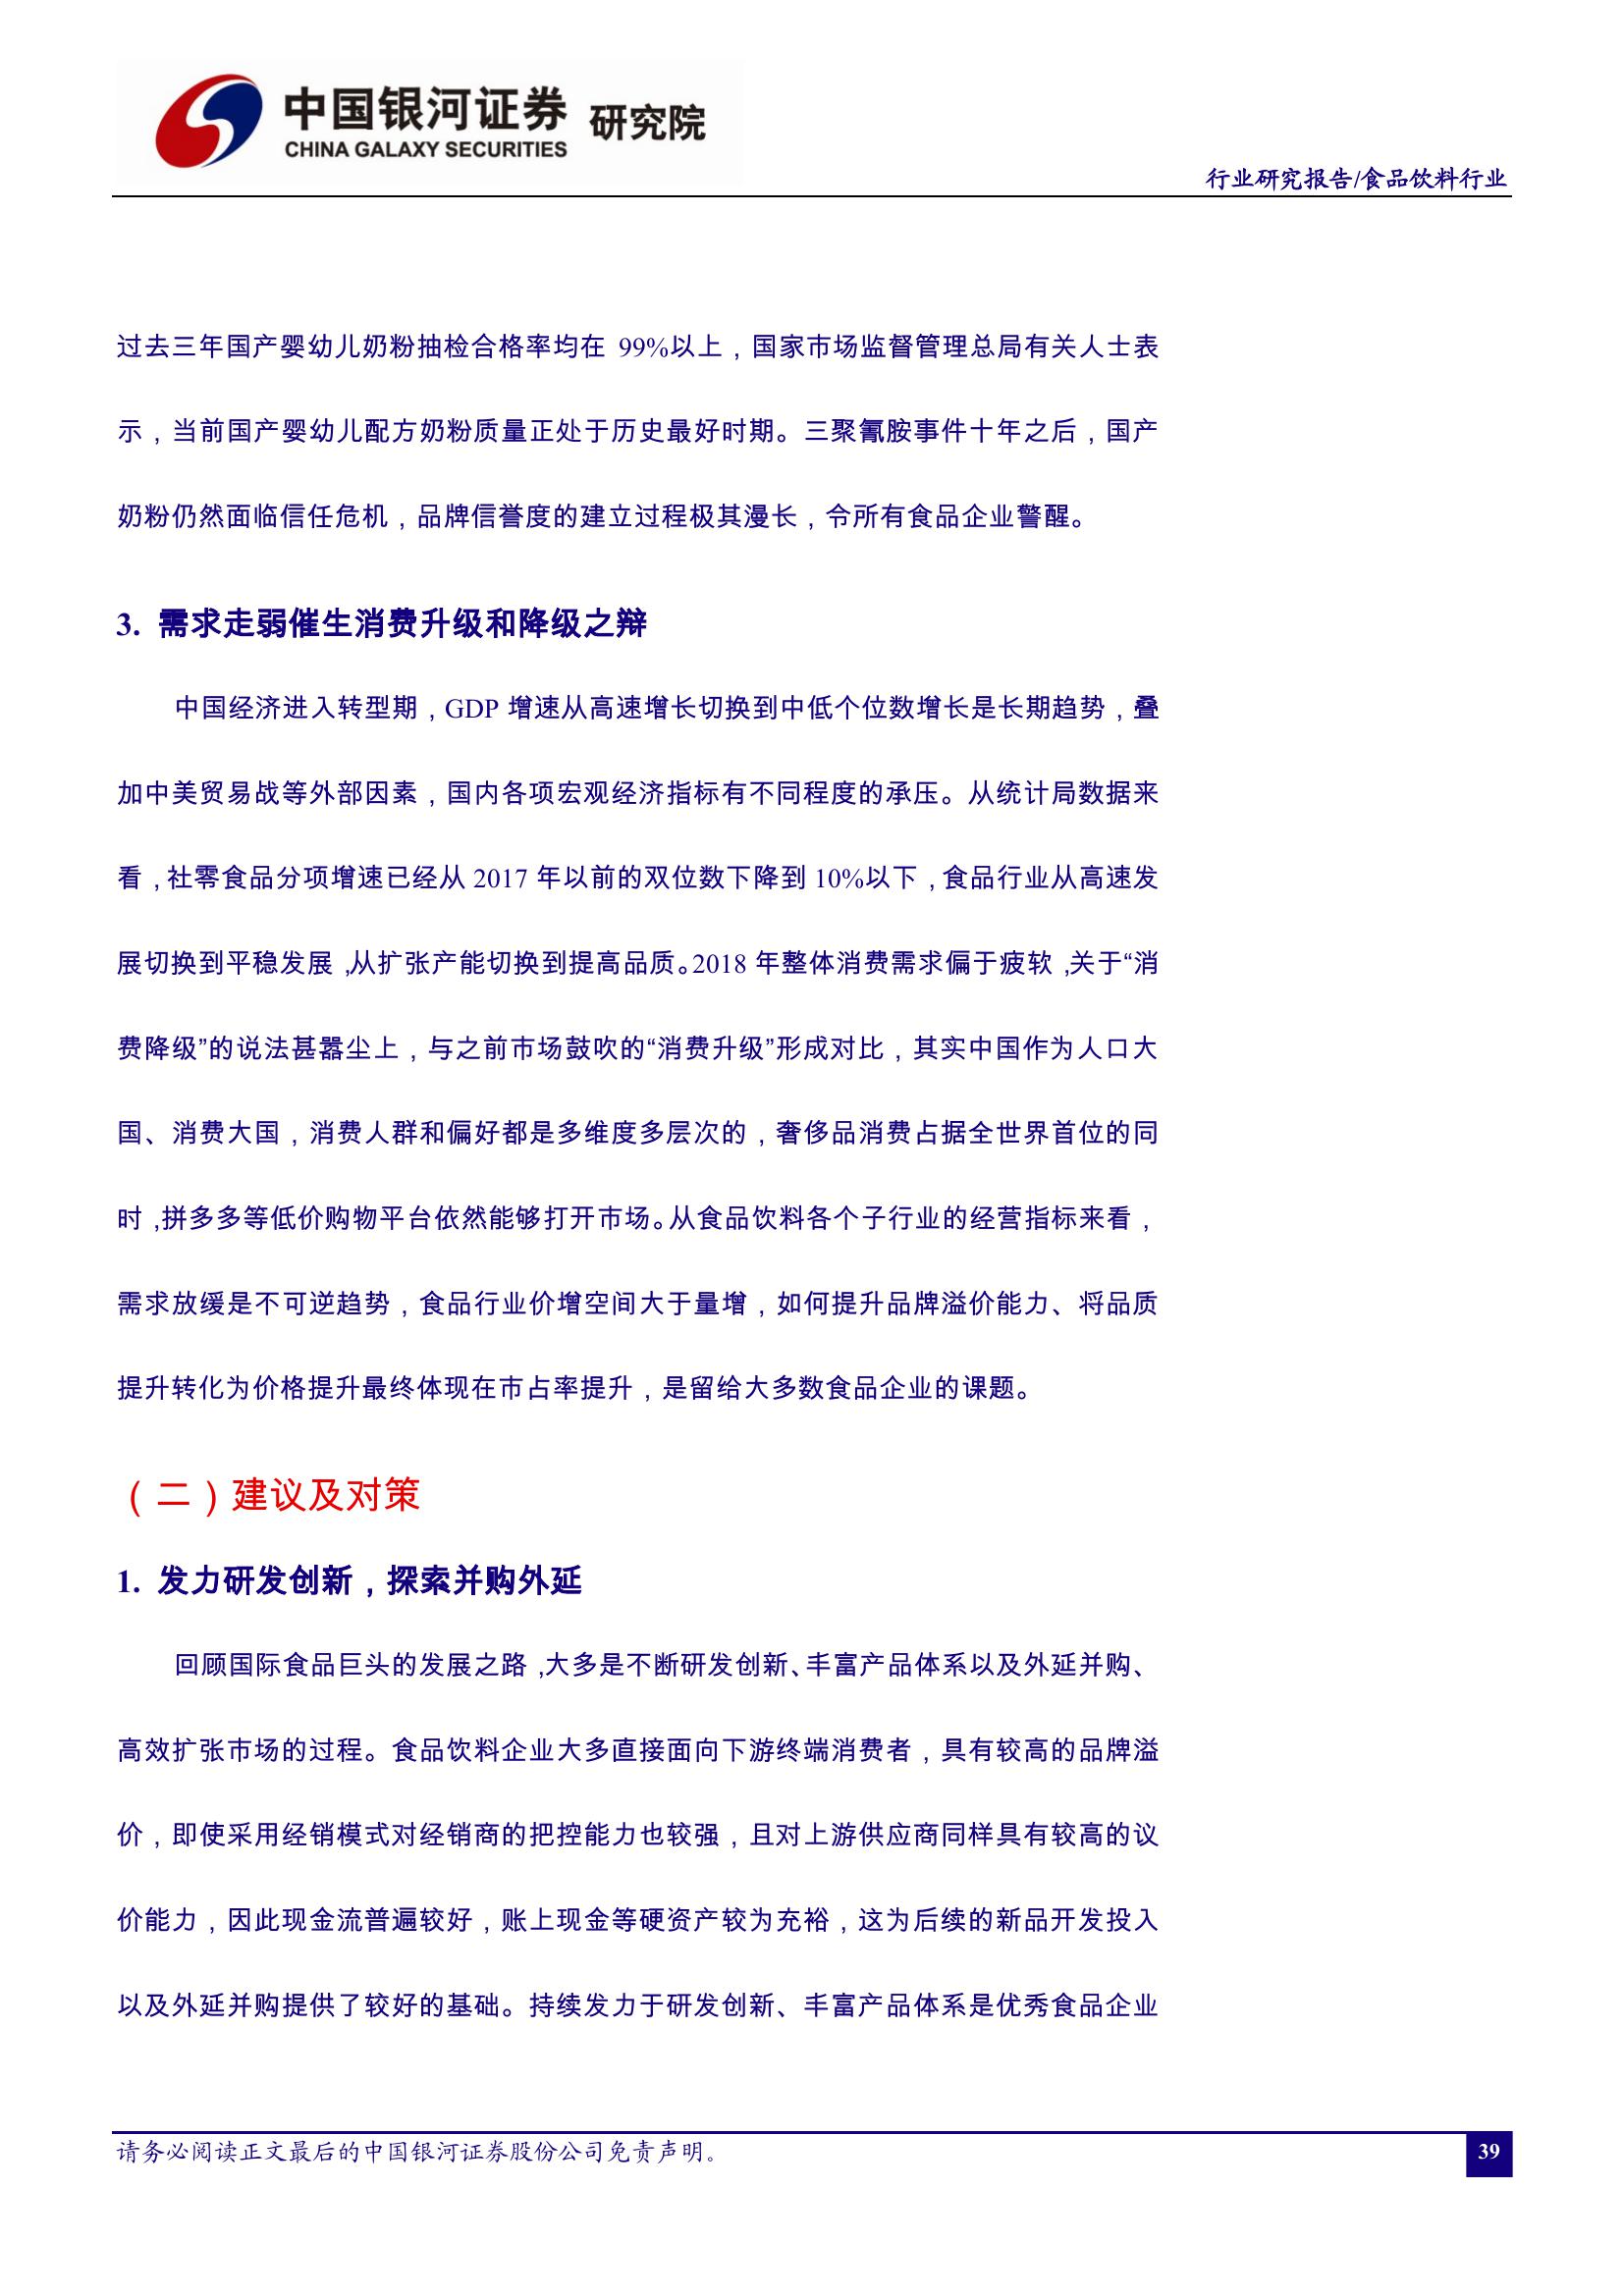 中国银河证券 研究院
CHINA GALAXY SECURITIES
行业研究报告/食品饮料行业
过去三年国产婴幼儿奶粉抽检合格率均在 99%以上，国家市场监督管理总局有关人士表
示，当前国产婴幼儿配方奶粉质量正处于历史最好时期。三聚氰胺事件十年之后，国产
奶粉仍然面临信任危机，品牌信誉度的建立过程极其漫长，令所有食品企业警醒。
3. 需求走弱催生消费升级和降级之辩
中国经济进入转型期，GDP 增速从高速增长切换到中低个位数增长是长期趋势，叠
加中美贸易战等外部因素，国内各项宏观经济指标有不同程度的承压。从统计局数据来
看，社零食品分项增速已经从 2017 年以前的双位数下降到 10%以下，食品行业从高速发
展切换到平稳发展，从扩张产能切换到提高品质。2018 年整体消费需求偏于疲软，关于“消
费降级”的说法甚嚣尘上，与之前市场鼓吹的“消费升级”形成对比，其实中国作为人口大
国、消费大国，消费人群和偏好都是多维度多层次的，奢侈品消费占据全世界首位的同
时，拼多多等低价购物平台依然能够打开市场。从食品饮料各个子行业的经营指标来看，
需求放缓是不可逆趋势，食品行业价增空间大于量增，如何提升品牌溢价能力、将品质
提升转化为价格提升最终体现在市占率提升，是留给大多数食品企业的课题。
（二）建议及对策
1. 发力研发创新，探索并购外延
回顾国际食品巨头的发展之路，大多是不断研发创新、丰富产品体系以及外延并购、
高效扩张市场的过程。食品饮料企业大多直接面向下游终端消费者，具有较高的品牌溢
价，即使采用经销模式对经销商的把控能力也较强，且对上游供应商同样具有较高的议
价能力，因此现金流普遍较好，账上现金等硬资产较为充裕，这为后续的新品开发投入
以及外延并购提供了较好的基础。持续发力于研发创新、丰富产品体系是优秀食品企业
请务必阅读正文最后的中国银河证券股份公司免责声明。
39